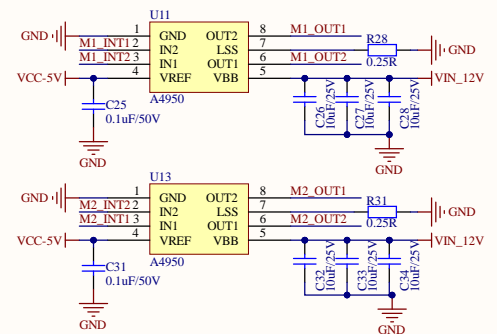 U11
GND 1 GND OUT2 8 M1_OUT1
M1_INT1 2 IN2 LSS 7 R28 GND
M1_INT2 3 IN1 OUT1 6 M1_OUT2 0.25R
VCC-5V 4 VREF VBB 5 VIN_12V
A4950
C25
0.1uF/50V
GND
C26
10uF/25V
C27
10uF/25V
C28
10uF/25V
GND
U13
GND 1 GND OUT2 8 M2_OUT1
M2_INT2 2 IN2 LSS 7 R31 GND
M2_INT1 3 IN1 OUT1 6 M2_OUT2 0.25R
VCC-5V 4 VREF VBB 5 VIN_12V
A4950
C31
0.1uF/50V
GND
C32
10uF/25V
C33
10uF/25V
C34
10uF/25V
GND